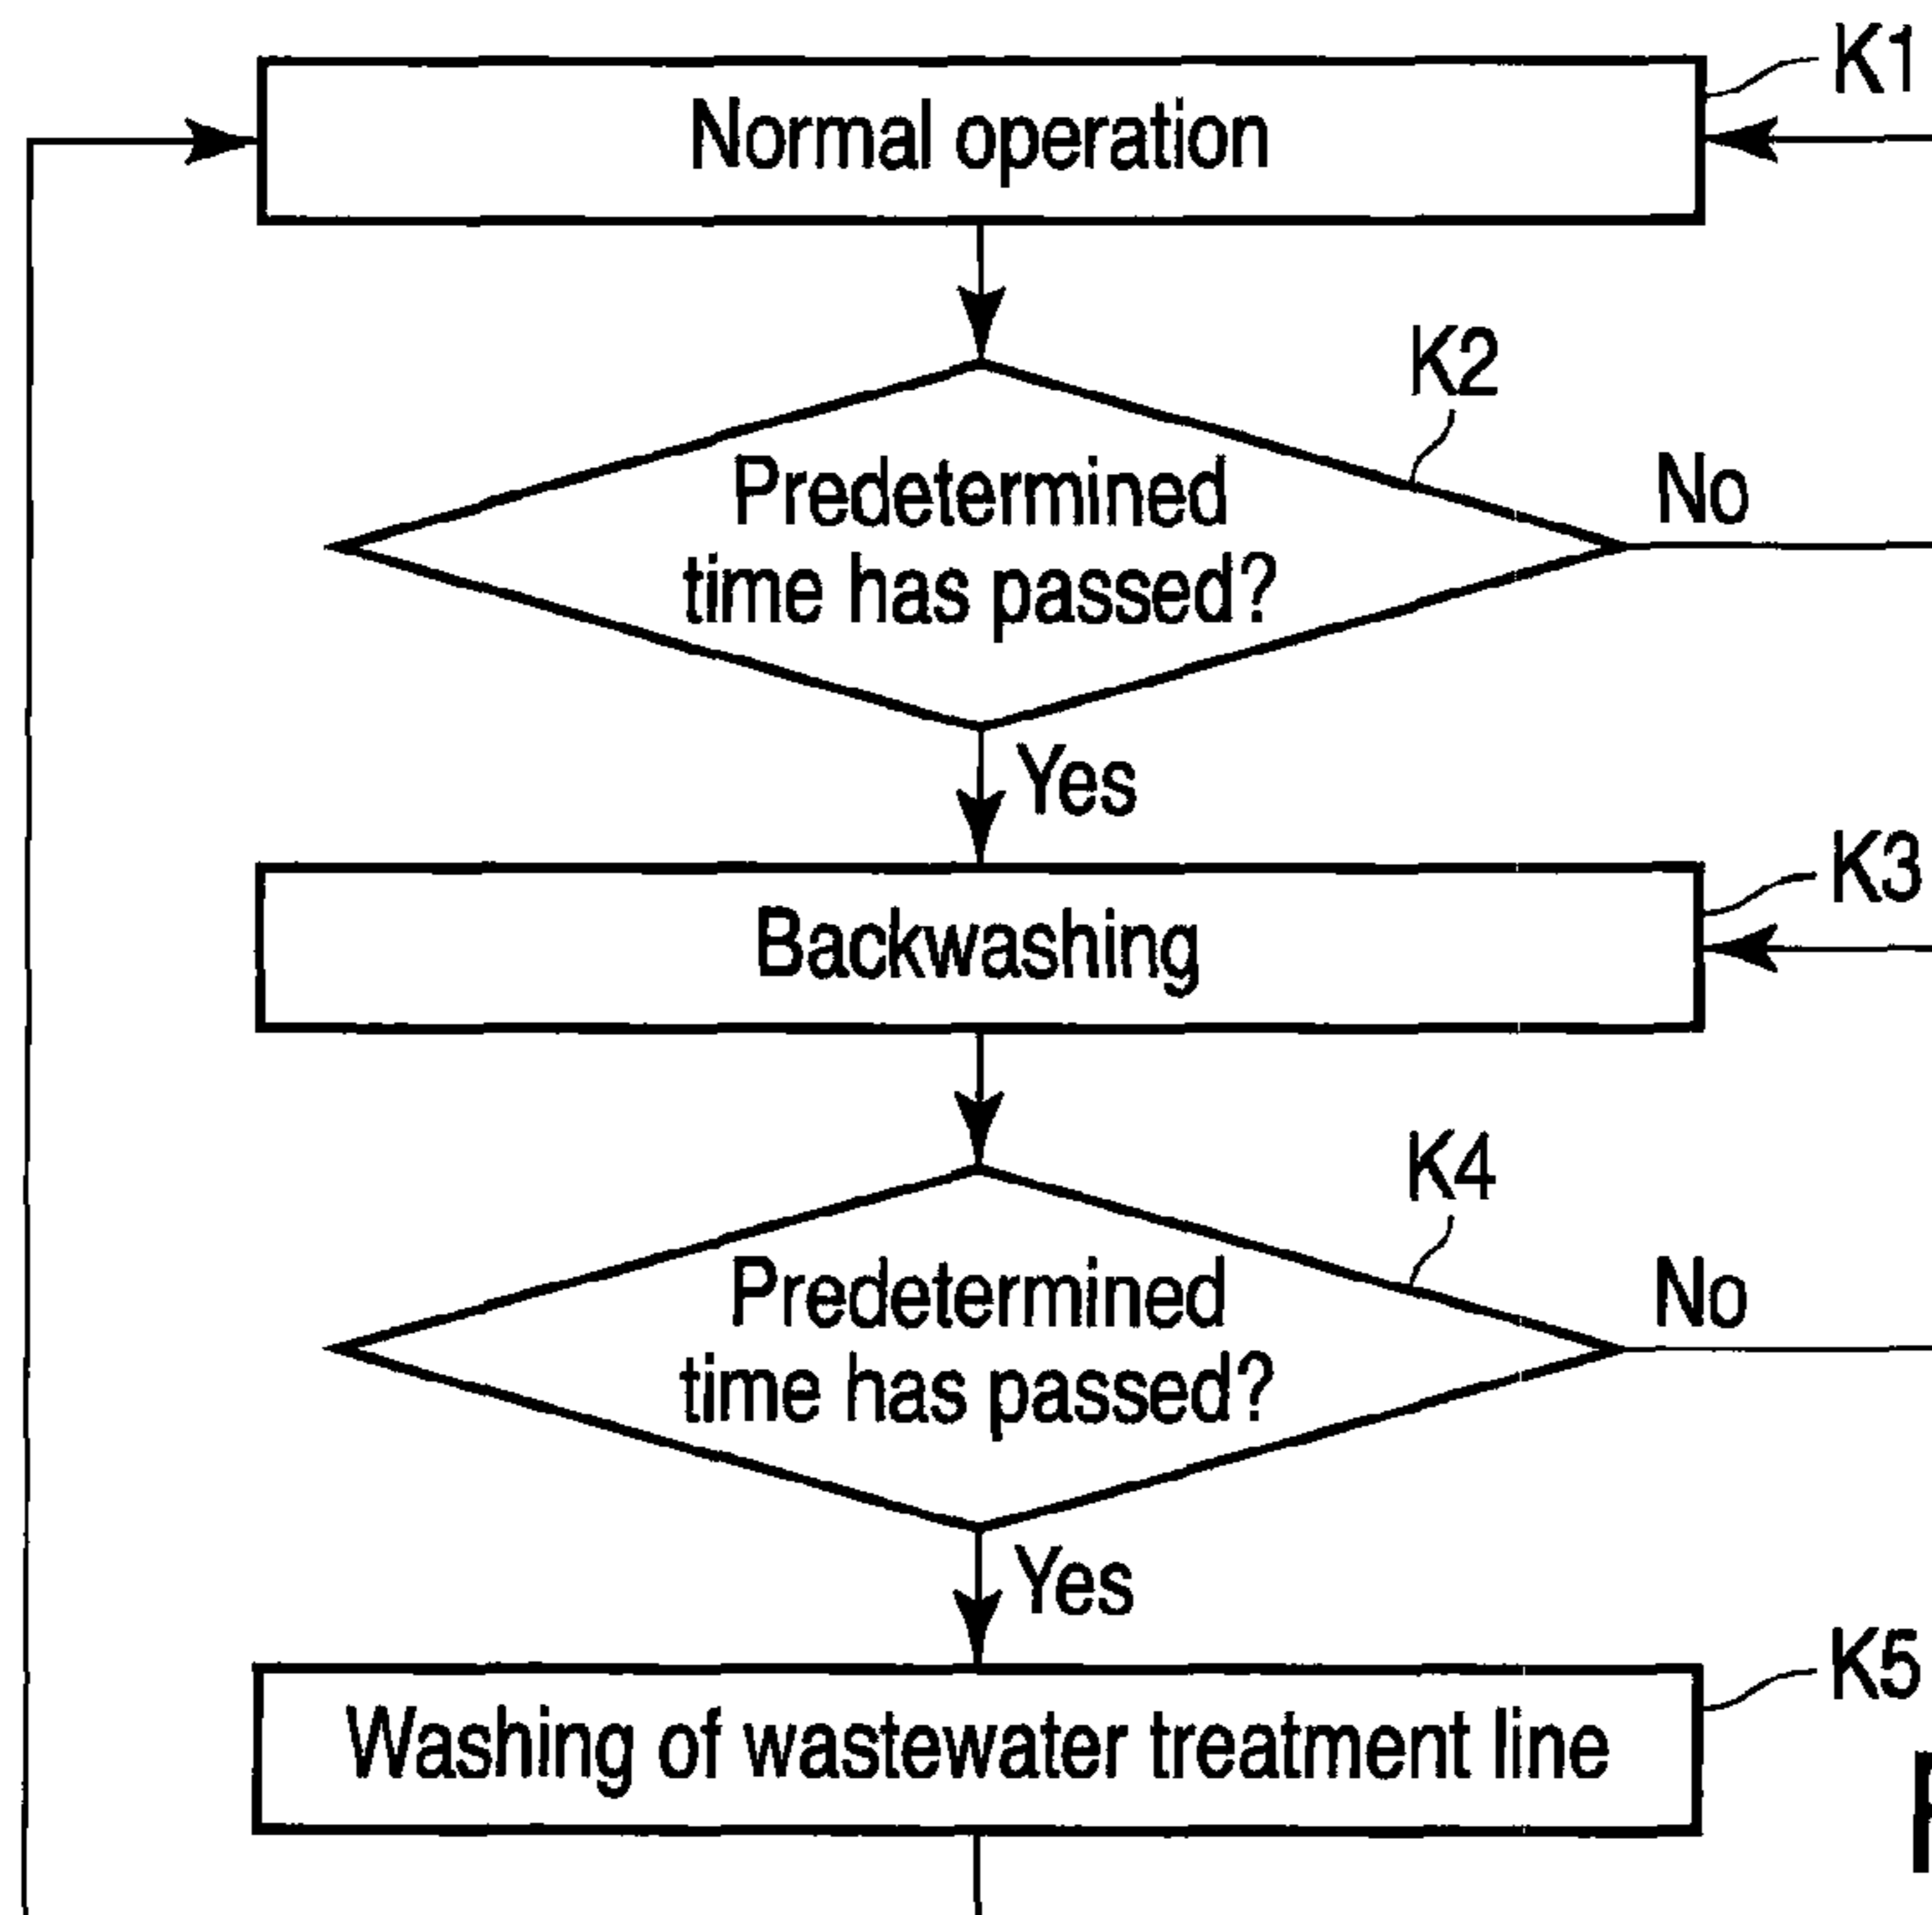 K1
Normal operation
K2
Predetermined
time has passed?
No
Yes
K3
Backwashing
K4
Predetermined
time has passed?
No
Yes
K5
Washing of wastewater treatment line